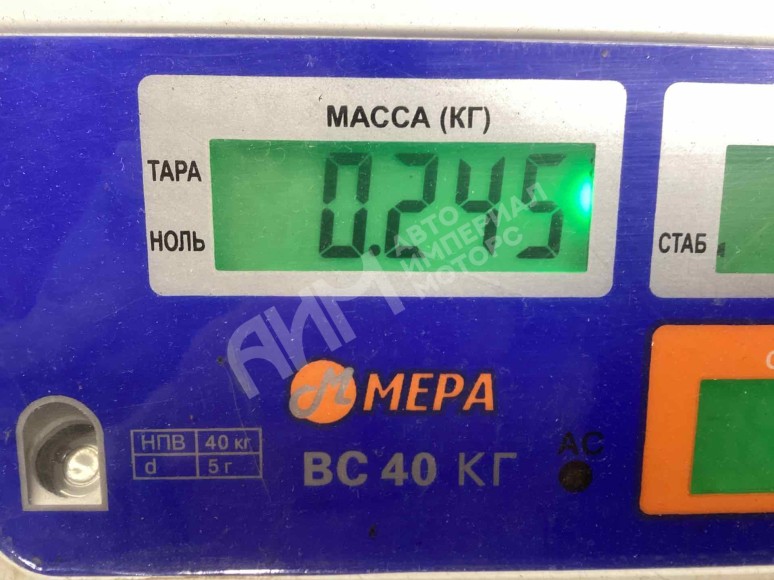 МАССА (КГ)
ТАРА
0.245
НОЛЬ
СТАБ
АИМ АВТО
ИМПЕРИАЛ
МОТОРС
МЕРА
НПВ 40 кг
d 5 г
ВС 40 КГ
АС